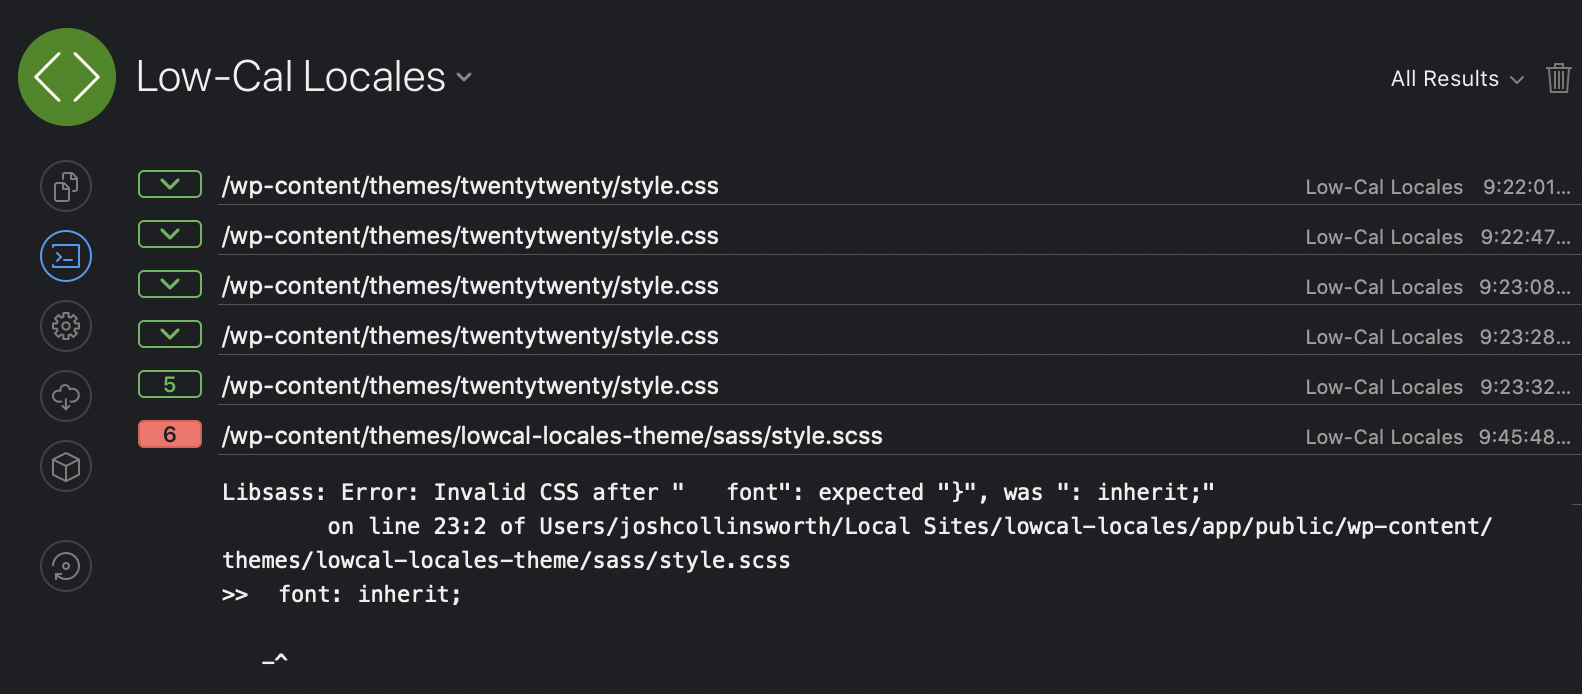 Low-Cal Locales
All Results
/wp-content/themes/twentytwenty/style.css Low-Cal Locales 9:22:01...
/wp-content/themes/twentytwenty/style.css Low-Cal Locales 9:22:47...
/wp-content/themes/twentytwenty/style.css Low-Cal Locales 9:23:08...
/wp-content/themes/twentytwenty/style.css Low-Cal Locales 9:23:28...
5 /wp-content/themes/twentytwenty/style.css Low-Cal Locales 9:23:32...
6 /wp-content/themes/lowcal-locales-theme/sass/style.scss Low-Cal Locales 9:45:48...
Libsass: Error: Invalid CSS after "   font": expected "}", was ": inherit;"
        on line 23:2 of Users/joshcollinsworth/Local Sites/lowcal-locales/app/public/wp-content/
themes/lowcal-locales-theme/sass/style.scss
>>  font: inherit;
   —^